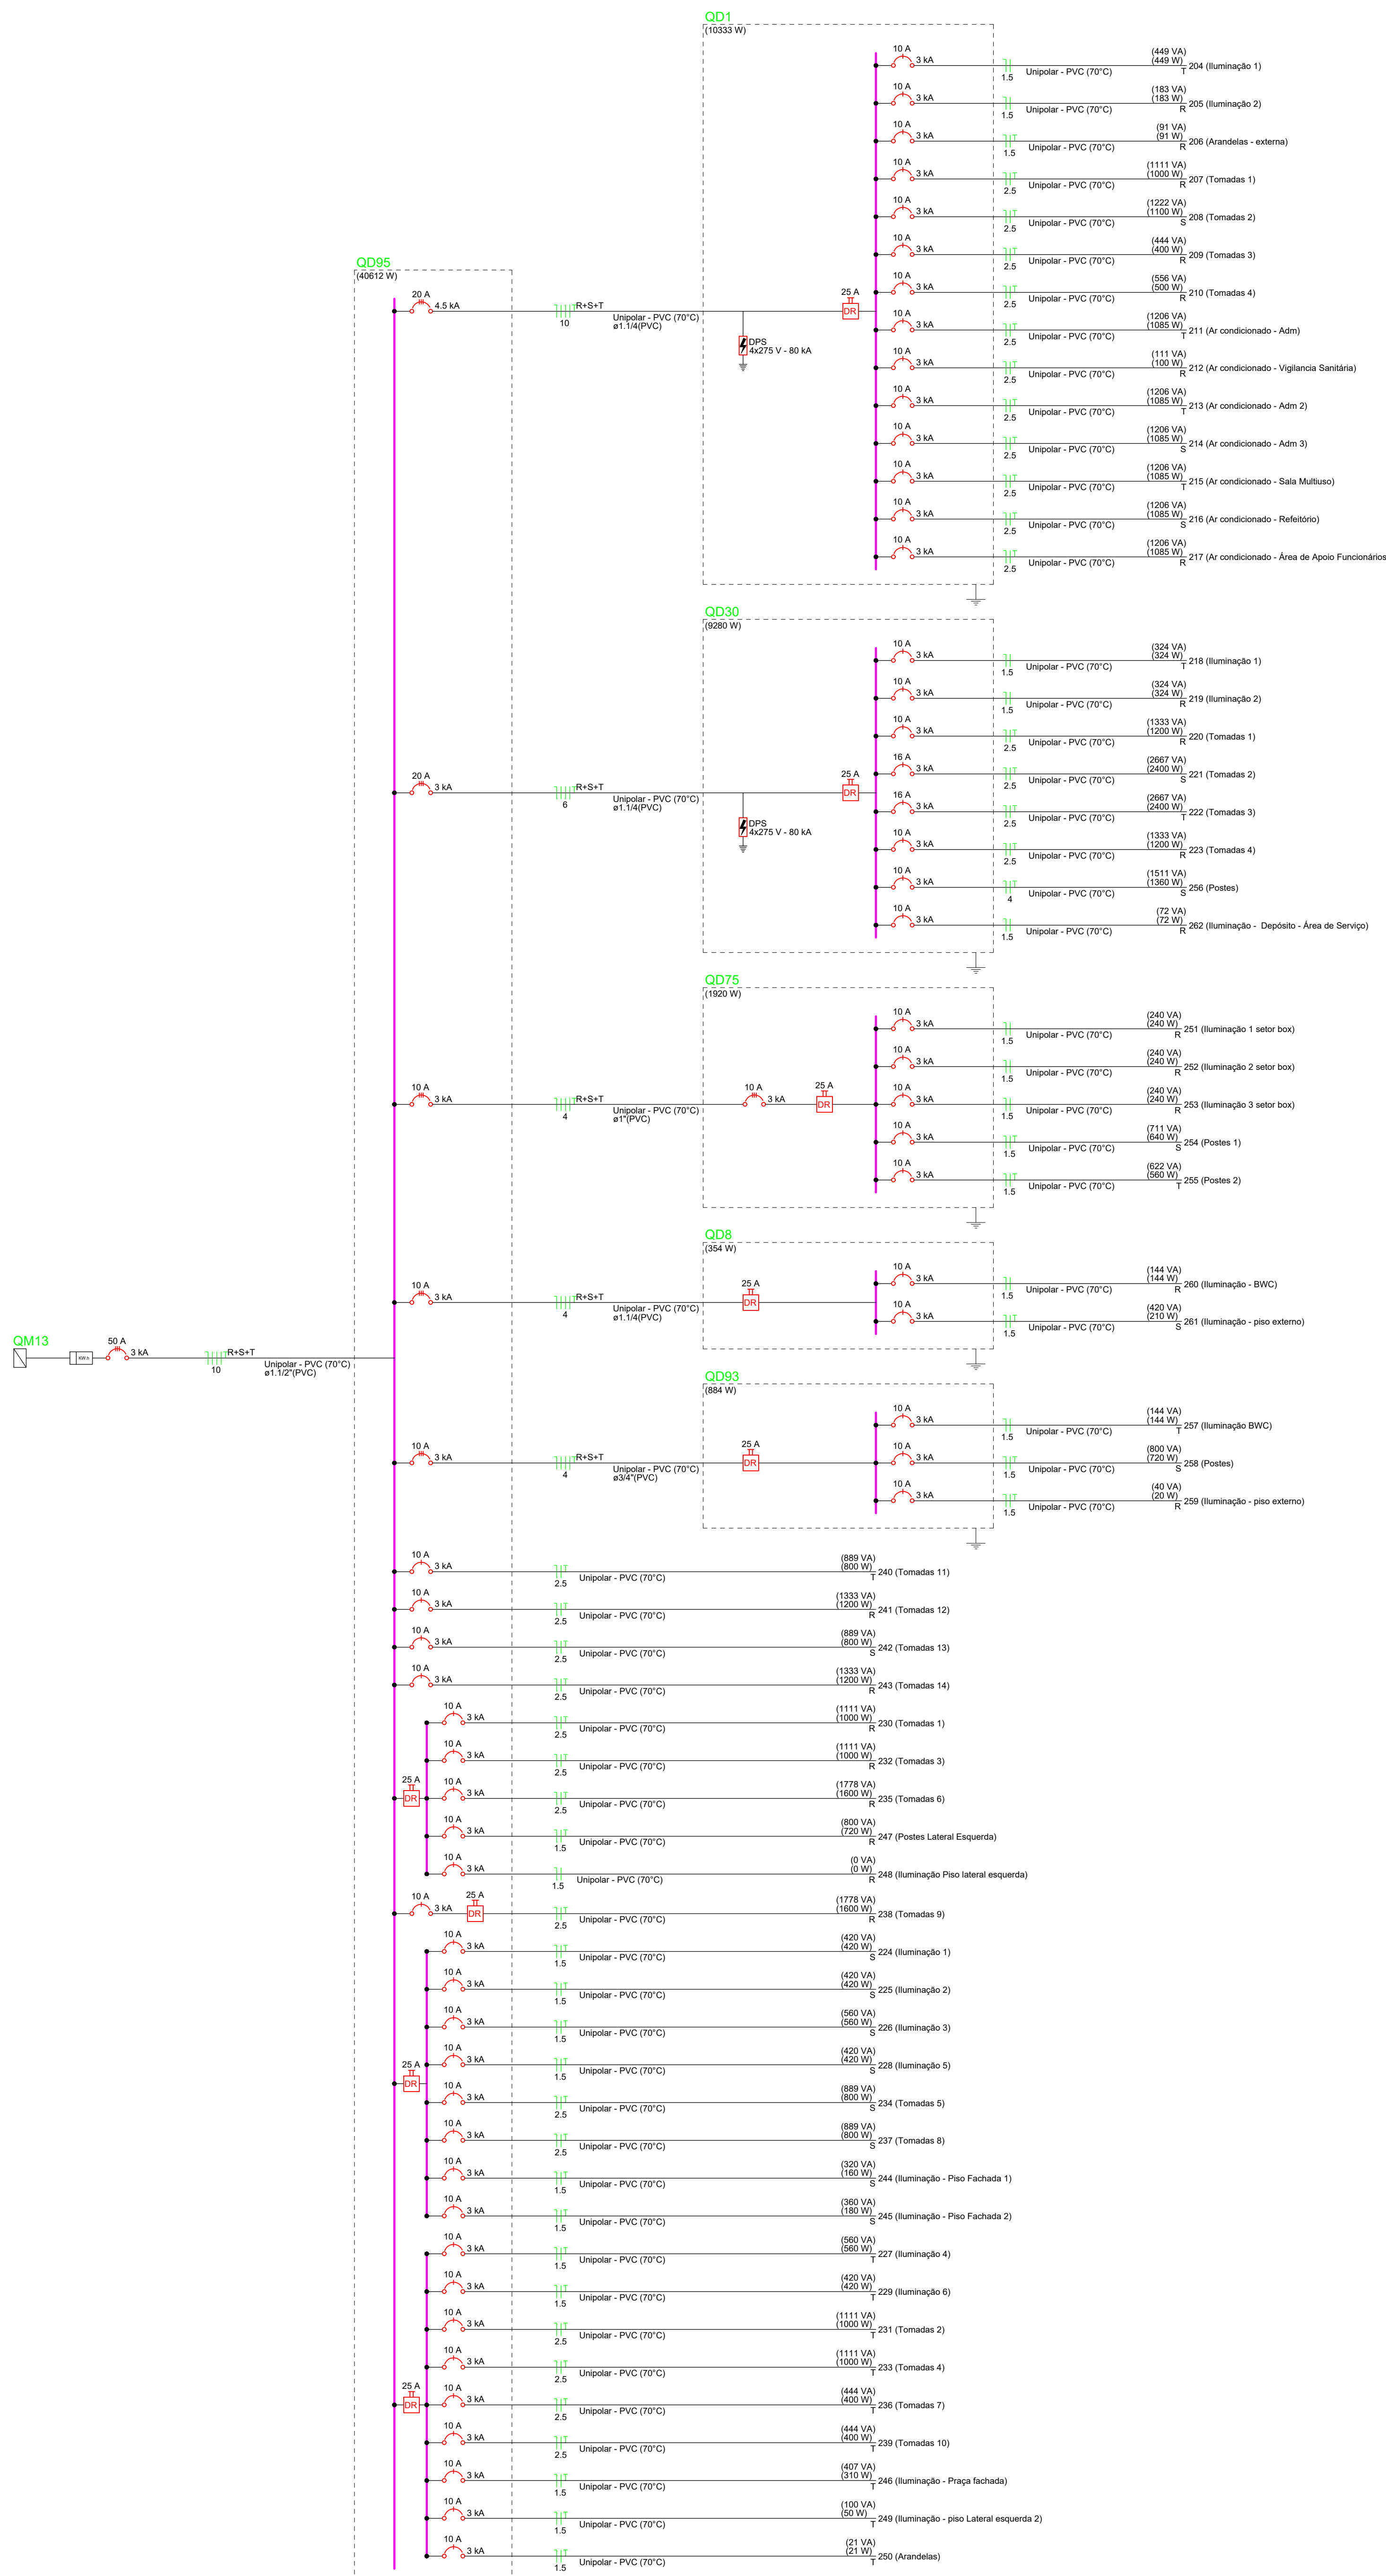 QD1
(10333 W)
10 A
3 kA
1.5
Unipolar - PVC (70°C)
(449 VA)
(449 W)
T
204 (Iluminação 1)
10 A
3 kA
1.5
Unipolar - PVC (70°C)
(183 VA)
(183 W)
R
205 (Iluminação 2)
10 A
3 kA
1.5
Unipolar - PVC (70°C)
(91 VA)
(91 W)
R
206 (Arandelas - externa)
10 A
3 kA
2.5
Unipolar - PVC (70°C)
(1111 VA)
(1000 W)
R
207 (Tomadas 1)
10 A
3 kA
2.5
Unipolar - PVC (70°C)
(1222 VA)
(1100 W)
S
208 (Tomadas 2)
10 A
3 kA
2.5
Unipolar - PVC (70°C)
(444 VA)
(400 W)
R
209 (Tomadas 3)
10 A
3 kA
2.5
Unipolar - PVC (70°C)
(556 VA)
(500 W)
R
210 (Tomadas 4)
10 A
3 kA
2.5
Unipolar - PVC (70°C)
(1206 VA)
(1085 W)
T
211 (Ar condicionado - Adm)
10 A
3 kA
2.5
Unipolar - PVC (70°C)
(111 VA)
(100 W)
R
212 (Ar condicionado - Vigilancia Sanitária)
10 A
3 kA
2.5
Unipolar - PVC (70°C)
(1206 VA)
(1085 W)
T
213 (Ar condicionado - Adm 2)
10 A
3 kA
2.5
Unipolar - PVC (70°C)
(1206 VA)
(1085 W)
S
214 (Ar condicionado - Adm 3)
10 A
3 kA
2.5
Unipolar - PVC (70°C)
(1206 VA)
(1085 W)
T
215 (Ar condicionado - Sala Multiuso)
10 A
3 kA
2.5
Unipolar - PVC (70°C)
(1206 VA)
(1085 W)
S
216 (Ar condicionado - Refeitório)
10 A
3 kA
2.5
Unipolar - PVC (70°C)
(1206 VA)
(1085 W)
R
217 (Ar condicionado - Área de Apoio Funcionários
QD95
(40612 W)
20 A
4.5 kA
R+S+T
10
Unipolar - PVC (70°C)
ø1.1/4(PVC)
DPS
4x275 V - 80 kA
25 A
DR
QD30
(9280 W)
10 A
3 kA
1.5
Unipolar - PVC (70°C)
(324 VA)
(324 W)
T
218 (Iluminação 1)
10 A
3 kA
1.5
Unipolar - PVC (70°C)
(324 VA)
(324 W)
R
219 (Iluminação 2)
10 A
3 kA
2.5
Unipolar - PVC (70°C)
(1333 VA)
(1200 W)
R
220 (Tomadas 1)
16 A
3 kA
2.5
Unipolar - PVC (70°C)
(2667 VA)
(2400 W)
S
221 (Tomadas 2)
20 A
3 kA
R+S+T
6
Unipolar - PVC (70°C)
ø1.1/4(PVC)
DPS
4x275 V - 80 kA
25 A
DR
16 A
3 kA
2.5
Unipolar - PVC (70°C)
(2667 VA)
(2400 W)
T
222 (Tomadas 3)
10 A
3 kA
2.5
Unipolar - PVC (70°C)
(1333 VA)
(1200 W)
R
223 (Tomadas 4)
10 A
3 kA
4
Unipolar - PVC (70°C)
(1511 VA)
(1360 W)
S
256 (Postes)
10 A
3 kA
1.5
Unipolar - PVC (70°C)
(72 VA)
(72 W)
R
262 (Iluminação - Depósito - Área de Serviço)
QD75
(1920 W)
10 A
3 kA
1.5
Unipolar - PVC (70°C)
(240 VA)
(240 W)
R
251 (Iluminação 1 setor box)
10 A
3 kA
1.5
Unipolar - PVC (70°C)
(240 VA)
(240 W)
R
252 (Iluminação 2 setor box)
10 A
3 kA
R+S+T
4
Unipolar - PVC (70°C)
ø1"(PVC)
10 A
3 kA
25 A
DR
10 A
3 kA
1.5
Unipolar - PVC (70°C)
(240 VA)
(240 W)
R
253 (Iluminação 3 setor box)
10 A
3 kA
1.5
Unipolar - PVC (70°C)
(711 VA)
(640 W)
S
254 (Postes 1)
10 A
3 kA
1.5
Unipolar - PVC (70°C)
(622 VA)
(560 W)
T
255 (Postes 2)
QD8
(354 W)
10 A
3 kA
R+S+T
4
Unipolar - PVC (70°C)
ø1.1/4(PVC)
25 A
DR
10 A
3 kA
1.5
Unipolar - PVC (70°C)
(144 VA)
(144 W)
R
260 (Iluminação - BWC)
10 A
3 kA
1.5
Unipolar - PVC (70°C)
(420 VA)
(210 W)
S
261 (Iluminação - piso externo)
QM13
KW.h
50 A
3 kA
R+S+T
10
Unipolar - PVC (70°C)
ø1.1/2"(PVC)
QD93
(884 W)
10 A
3 kA
1.5
Unipolar - PVC (70°C)
(144 VA)
(144 W)
T
257 (Iluminação BWC)
10 A
3 kA
R+S+T
4
Unipolar - PVC (70°C)
ø3/4"(PVC)
25 A
DR
10 A
3 kA
1.5
Unipolar - PVC (70°C)
(800 VA)
(720 W)
S
258 (Postes)
10 A
3 kA
1.5
Unipolar - PVC (70°C)
(40 VA)
(20 W)
R
259 (Iluminação - piso externo)
10 A
3 kA
2.5
Unipolar - PVC (70°C)
(889 VA)
(800 W)
T
240 (Tomadas 11)
10 A
3 kA
2.5
Unipolar - PVC (70°C)
(1333 VA)
(1200 W)
R
241 (Tomadas 12)
10 A
3 kA
2.5
Unipolar - PVC (70°C)
(889 VA)
(800 W)
S
242 (Tomadas 13)
10 A
3 kA
2.5
Unipolar - PVC (70°C)
(1333 VA)
(1200 W)
R
243 (Tomadas 14)
10 A
3 kA
2.5
Unipolar - PVC (70°C)
(1111 VA)
(1000 W)
R
230 (Tomadas 1)
10 A
3 kA
2.5
Unipolar - PVC (70°C)
(1111 VA)
(1000 W)
R
232 (Tomadas 3)
25 A
DR
10 A
3 kA
2.5
Unipolar - PVC (70°C)
(1778 VA)
(1600 W)
R
235 (Tomadas 6)
10 A
3 kA
1.5
Unipolar - PVC (70°C)
(800 VA)
(720 W)
R
247 (Postes Lateral Esquerda)
10 A
3 kA
1.5
Unipolar - PVC (70°C)
(0 VA)
(0 W)
R
248 (Iluminação Piso lateral esquerda)
10 A
3 kA
25 A
DR
2.5
Unipolar - PVC (70°C)
(1778 VA)
(1600 W)
R
238 (Tomadas 9)
10 A
3 kA
1.5
Unipolar - PVC (70°C)
(420 VA)
(420 W)
S
224 (Iluminação 1)
10 A
3 kA
1.5
Unipolar - PVC (70°C)
(420 VA)
(420 W)
S
225 (Iluminação 2)
10 A
3 kA
1.5
Unipolar - PVC (70°C)
(560 VA)
(560 W)
S
226 (Iluminação 3)
10 A
3 kA
1.5
Unipolar - PVC (70°C)
(420 VA)
(420 W)
S
228 (Iluminação 5)
25 A
DR
10 A
3 kA
2.5
Unipolar - PVC (70°C)
(889 VA)
(800 W)
S
234 (Tomadas 5)
10 A
3 kA
2.5
Unipolar - PVC (70°C)
(889 VA)
(800 W)
S
237 (Tomadas 8)
10 A
3 kA
1.5
Unipolar - PVC (70°C)
(320 VA)
(160 W)
S
244 (Iluminação - Piso Fachada 1)
10 A
3 kA
1.5
Unipolar - PVC (70°C)
(360 VA)
(180 W)
S
245 (Iluminação - Piso Fachada 2)
10 A
3 kA
1.5
Unipolar - PVC (70°C)
(560 VA)
(560 W)
T
227 (Iluminação 4)
10 A
3 kA
1.5
Unipolar - PVC (70°C)
(420 VA)
(420 W)
T
229 (Iluminação 6)
10 A
3 kA
2.5
Unipolar - PVC (70°C)
(1111 VA)
(1000 W)
T
231 (Tomadas 2)
10 A
3 kA
2.5
Unipolar - PVC (70°C)
(1111 VA)
(1000 W)
T
233 (Tomadas 4)
25 A
DR
10 A
3 kA
2.5
Unipolar - PVC (70°C)
(444 VA)
(400 W)
T
236 (Tomadas 7)
10 A
3 kA
2.5
Unipolar - PVC (70°C)
(444 VA)
(400 W)
T
239 (Tomadas 10)
10 A
3 kA
1.5
Unipolar - PVC (70°C)
(407 VA)
(310 W)
T
246 (Iluminação - Praça fachada)
10 A
3 kA
1.5
Unipolar - PVC (70°C)
(100 VA)
(50 W)
T
249 (Iluminação - piso Lateral esquerda 2)
10 A
3 kA
1.5
Unipolar - PVC (70°C)
(21 VA)
(21 W)
T
250 (Arandelas)